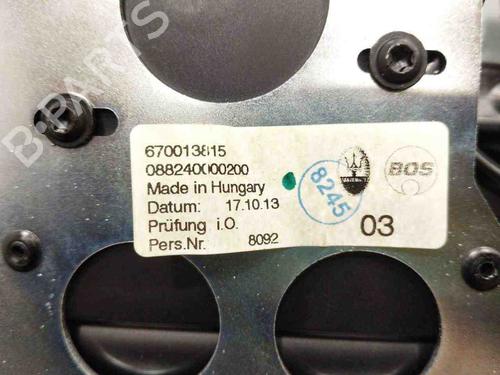 B-PARTS
670013815
088240000200
Made in Hungary
Datum: 17.10.13
Prüfung i.O.
Pers.Nr. 8092
8245
BOS
03